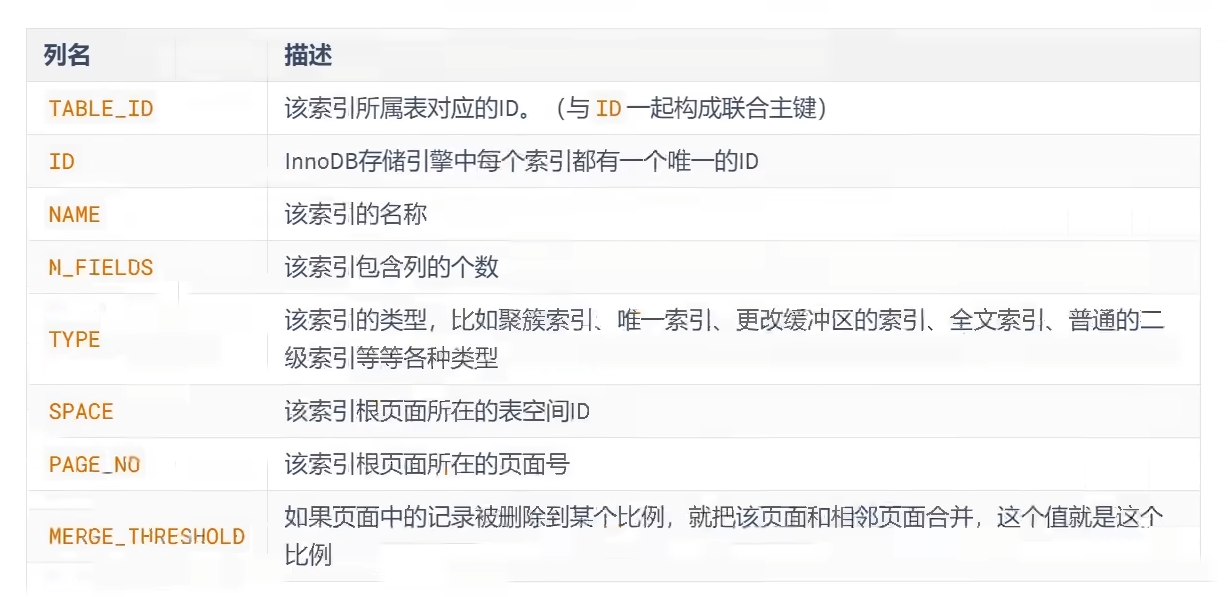 列名 描述
TABLE_ID 该索引所属表对应的ID。（与 ID 一起构成联合主键）
ID InnoDB存储引擎中每个索引都有一个唯一的ID
NAME 该索引的名称
N_FIELDS 该索引包含列的个数
TYPE 该索引的类型，比如聚簇索引、唯一索引、更改缓冲区的索引、全文索引、普通的二
级索引等等各种类型
SPACE 该索引根页面所在的表空间ID
PAGE_NO 该索引根页面所在的页面号
MERGE_THRESHOLD 如果页面中的记录被删除到某个比例，就把该页面和相邻页面合并，这个值就是这个
比例